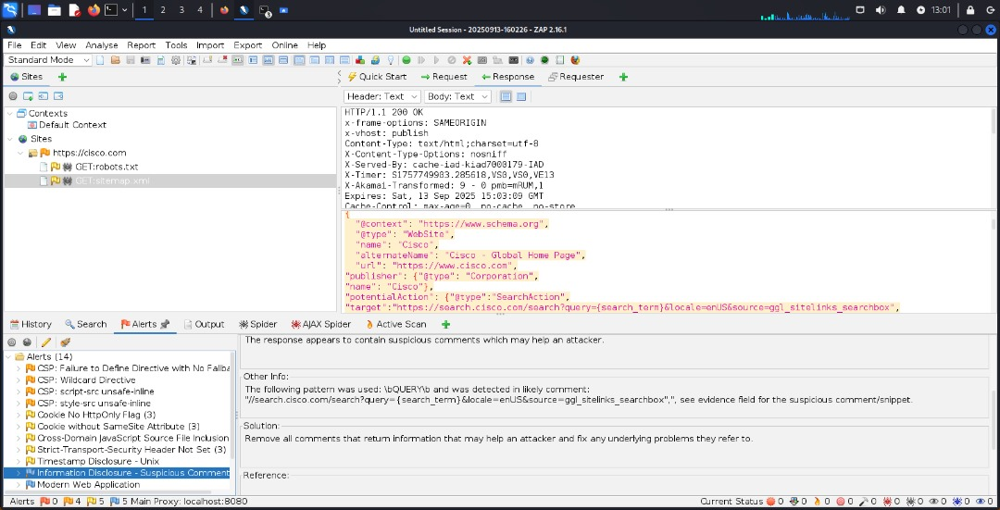 1 2 3 4
13:01
Untitled Session - 20250913-160226 - ZAP 2.16.1
File Edit View Analyse Report Tools Import Export Online Help
Standard Mode
Sites
Quick Start Request Response Requester
Header: Text Body: Text
Contexts
Default Context
Sites
https://cisco.com
GET:robots.txt
GET:sitemap.xml
HTTP/1.1 200 OK
x-frame-options: SAMEORIGIN
x-vhost: publish
Content-Type: text/html;charset=utf-8
X-Content-Type-Options: nosniff
X-Served-By: cache-iad-kiad7000179-IAD
X-Timer: S1757749903.285618,VS0,VS0,VE13
X-Akamai-Transformed: 9 - 0 pmb=mRUM,1
Expires: Sat, 13 Sep 2025 15:03:09 GMT
Cache-Control: max-age=0, no-cache, no-store
{
"@context": "https://www.schema.org",
"@type": "WebSite",
"name": "Cisco",
"alternateName": "Cisco - Global Home Page",
"url": "https://www.cisco.com",
"publisher": {"@type": "Corporation",
"name": "Cisco"},
"potentialAction": {"@type":"SearchAction",
"target":"https://search.cisco.com/search?query={search_term}&locale=enUS&source=ggl_sitelinks_searchbox",
History Search Alerts Output Spider AJAX Spider Active Scan
Alerts (14)
CSP: Failure to Define Directive with No Fallba
CSP: Wildcard Directive
CSP: script-src unsafe-inline
CSP: style-src unsafe-inline
Cookie No HttpOnly Flag (3)
Cookie without SameSite Attribute (3)
Cross-Domain JavaScript Source File Inclusion
Strict-Transport-Security Header Not Set (3)
Timestamp Disclosure - Unix
Information Disclosure - Suspicious Comment
Modern Web Application
The response appears to contain suspicious comments which may help an attacker.
Other Info:
The following pattern was used: \bQUERY\b and was detected in likely comment:
"//search.cisco.com/search?query={search_term}&locale=enUS&source=ggl_sitelinks_searchbox",", see evidence field for the suspicious comment/snippet.
Solution:
Remove all comments that return information that may help an attacker and fix any underlying problems they refer to.
Reference:
Alerts 0 4 5 5 Main Proxy: localhost:8080
Current Status 0 0 0 0 0 0 0 0 0 0